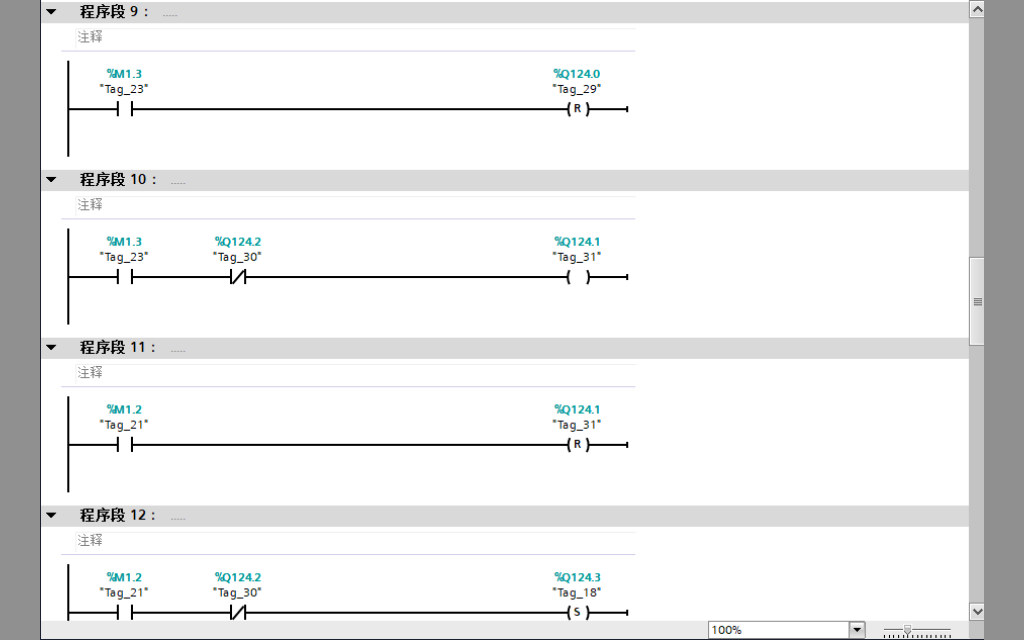 程序段 9： .....
注释
%M1.3 %Q124.0
"Tag_23" "Tag_29"
R
程序段 10： .....
注释
%M1.3 %Q124.2 %Q124.1
"Tag_23" "Tag_30" "Tag_31"
程序段 11： .....
注释
%M1.2 %Q124.1
"Tag_21" "Tag_31"
R
程序段 12： .....
注释
%M1.2 %Q124.2 %Q124.3
"Tag_21" "Tag_30" "Tag_18"
S
100%